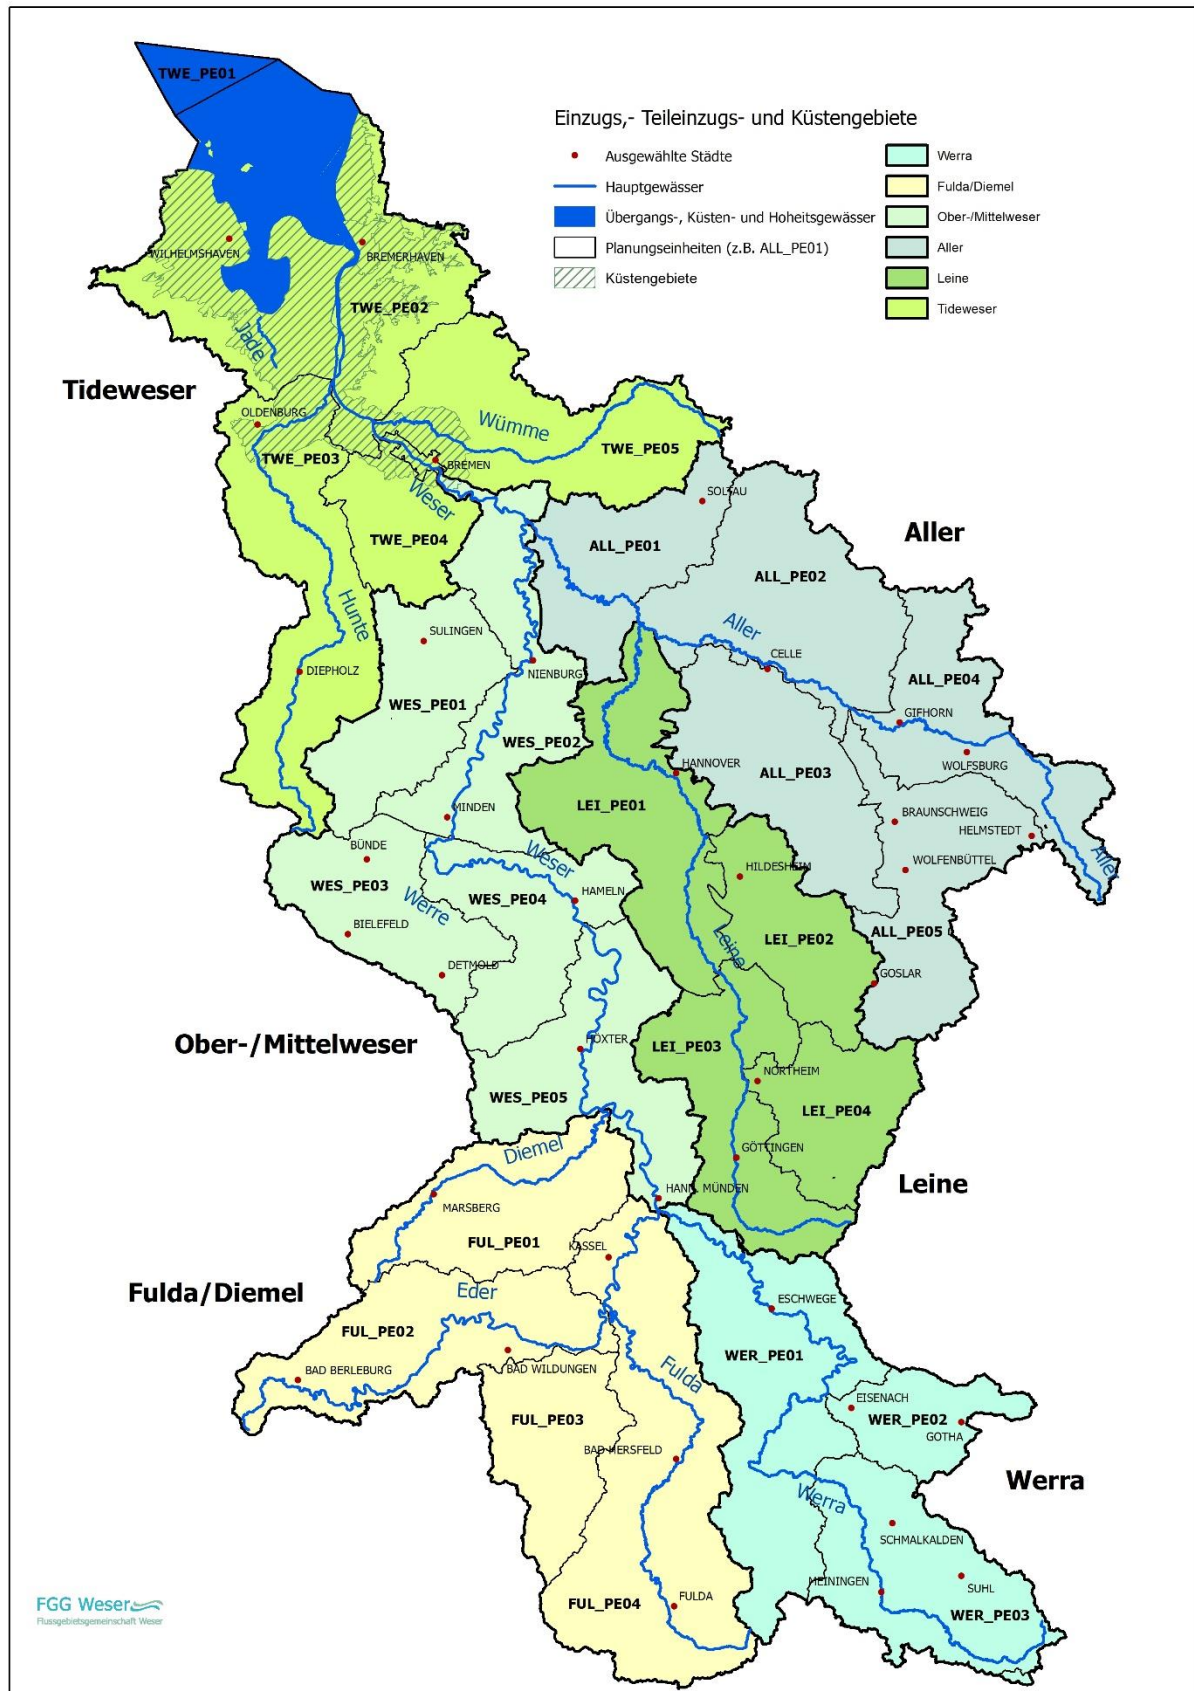 TWE_PE01
Einzugs,- Teileinzugs- und Küstengebiete
Ausgewählte Städte
Hauptgewässer
Übergangs-, Küsten- und Hoheitsgewässer
Planungseinheiten (z.B. ALL_PE01)
Küstengebiete
Werra
Fulda/Diemel
Ober-/Mittelweser
Aller
Leine
Tideweser
WILHELMSHAVEN
BREMERHAVEN
TWE_PE02
Jade
Tideweser
OLDENBURG
Wümme
TWE_PE03
TWE_PE05
BREMEN
Weser
SOLTAU
TWE_PE04
ALL_PE01
Aller
ALL_PE02
Hunte
Aller
SULINGEN
DIEPHOLZ
NIENBURG
CELLE
ALL_PE04
WES_PE01
GIFHORN
WES_PE02
WOLFSBURG
HANNOVER
ALL_PE03
LEI_PE01
MINDEN
BRAUNSCHWEIG
HELMSTEDT
BÜNDE
Weser
HILDESHEIM
WOLFENBÜTTEL
Aller
WES_PE03
WES_PE04
HAMELN
Werre
BIELEFELD
Leine
LEI_PE02
ALL_PE05
DETMOLD
GOSLAR
Ober-/Mittelweser
HÖXTER
LEI_PE03
NORTHEIM
WES_PE05
LEI_PE04
Diemel
GÖTTINGEN
Leine
MARSBERG
HANN. MÜNDEN
FUL_PE01
KASSEL
Fulda/Diemel
Eder
ESCHWEGE
FUL_PE02
WER_PE01
BAD BERLEBURG
BAD WILDUNGEN
Fulda
EISENACH
FUL_PE03
WER_PE02
GOTHA
BAD HERSFELD
Werra
Werra
SCHMALKALDEN
MEININGEN
SUHL
FUL_PE04
FULDA
WER_PE03
FGG Weser
Flussgebietsgemeinschaft Weser